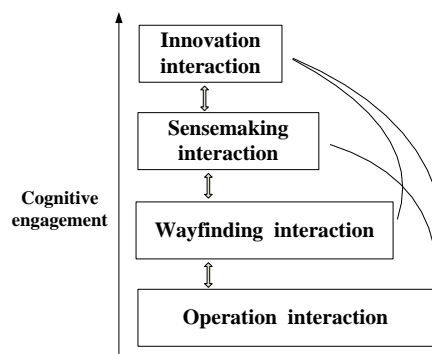 Innovation
interaction
Sensemaking
interaction
Cognitive
engagement
Wayfinding interaction
Operation interaction